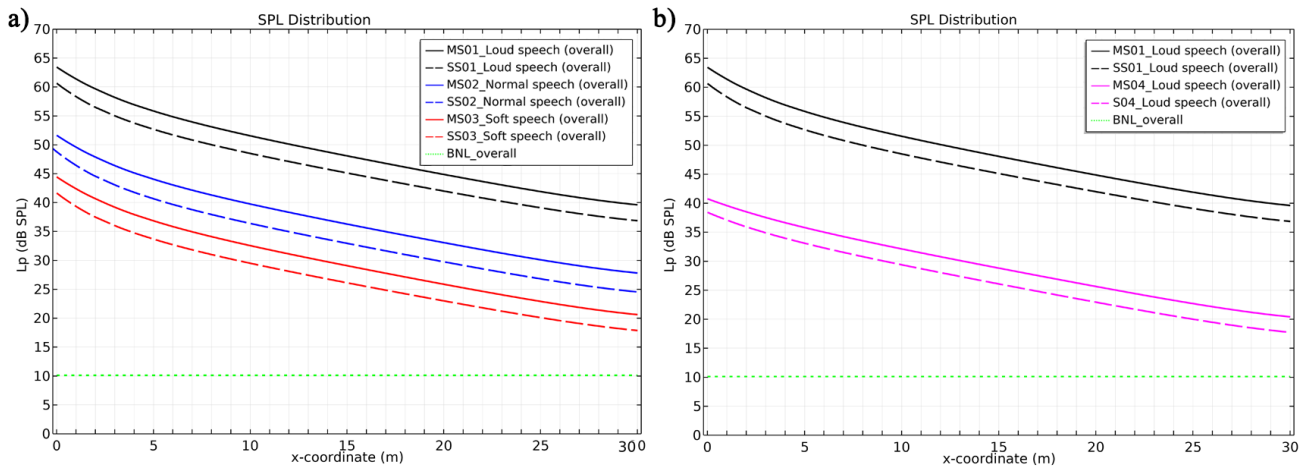 a)
SPL Distribution
Lp (dB SPL)
70
65
60
55
50
45
40
35
30
25
20
15
10
5
0
MS01_Loud speech (overall)
SS01_Loud speech (overall)
MS02_Normal speech (overall)
SS02_Normal speech (overall)
MS03_Soft speech (overall)
SS03_Soft speech (overall)
BNL_overall
0 5 10 15 20 25 30
x-coordinate (m)
b)
SPL Distribution
Lp (dB SPL)
70
65
60
55
50
45
40
35
30
25
20
15
10
5
0
MS01_Loud speech (overall)
SS01_Loud speech (overall)
MS04_Loud speech (overall)
S04_Loud speech (overall)
BNL_overall
0 5 10 15 20 25 30
x-coordinate (m)